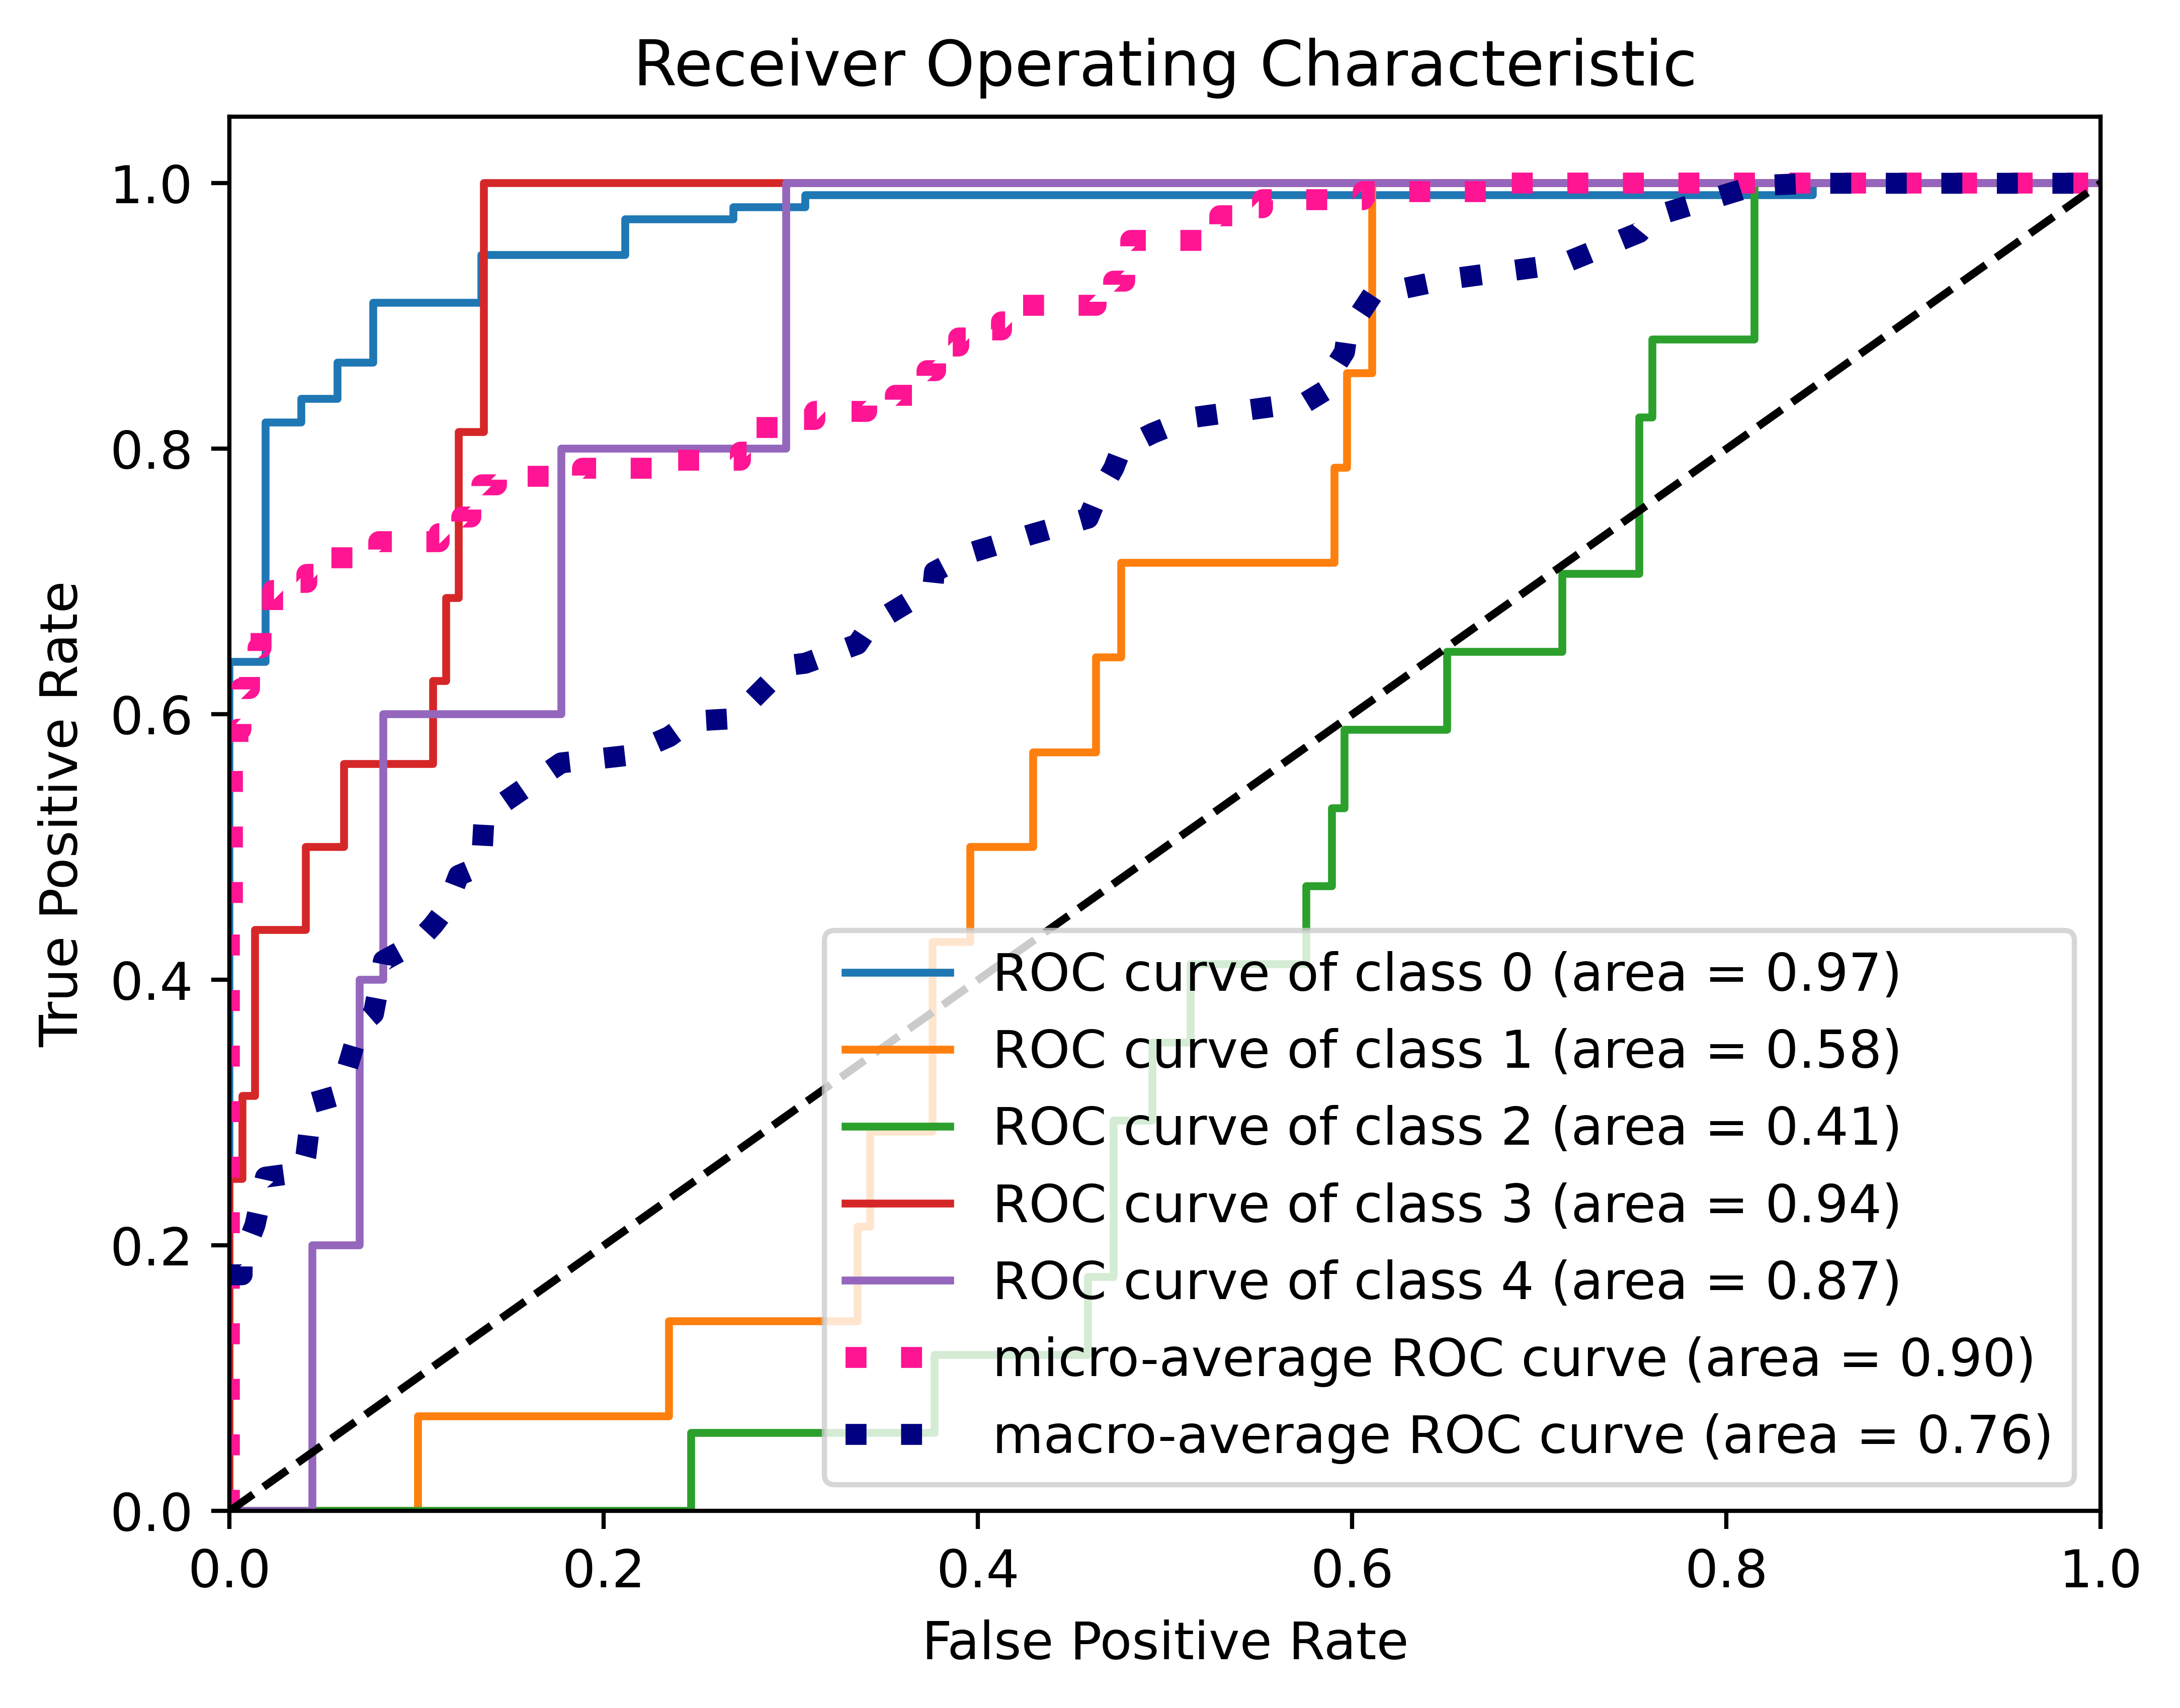 Receiver Operating Characteristic
1.0
0.8
0.6
0.4
0.2
0.0
True Positive Rate
ROC curve of class 0 (area = 0.97)
ROC curve of class 1 (area = 0.58)
ROC curve of class 2 (area = 0.41)
ROC curve of class 3 (area = 0.94)
ROC curve of class 4 (area = 0.87)
micro-average ROC curve (area = 0.90)
macro-average ROC curve (area = 0.76)
0.0 0.2 0.4 0.6 0.8 1.0
False Positive Rate